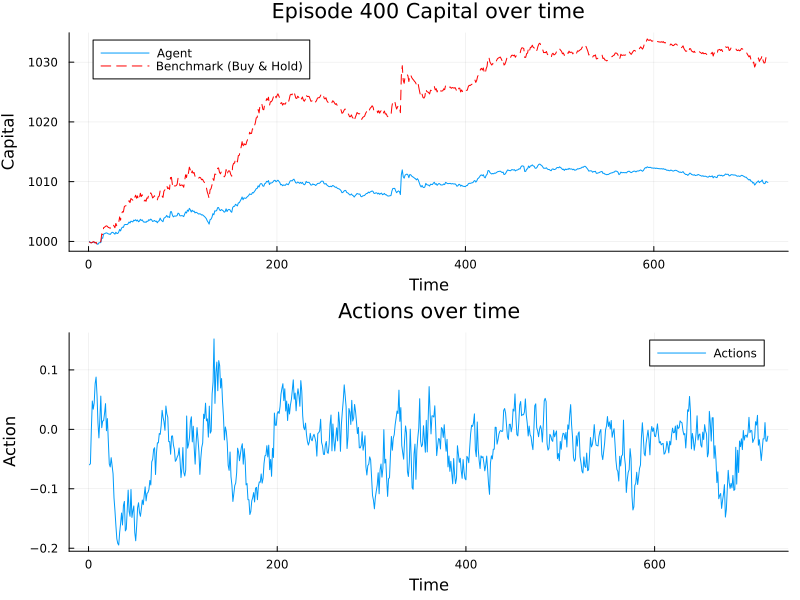 Episode 400 Capital over time
Agent
Benchmark (Buy & Hold)
Capital
1030
1020
1010
1000
0
200
400
600
Time
Actions over time
Actions
Action
0.1
0.0
−0.1
−0.2
0
200
400
600
Time